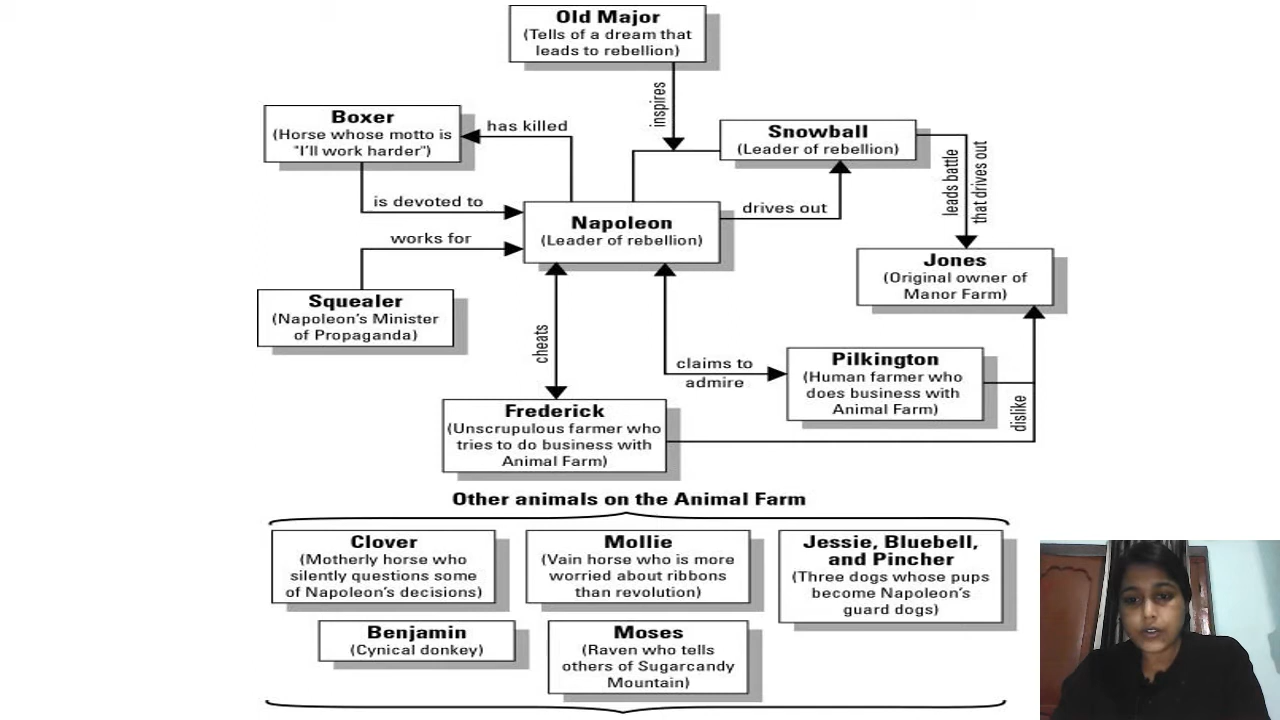 Old Major
(Tells of a dream that
leads to rebellion)
inspires
Boxer
(Horse whose motto is
"I'll work harder")
has killed
Snowball
(Leader of rebellion)
leads battle
that drives out
is devoted to
Napoleon
(Leader of rebellion)
drives out
works for
Jones
(Original owner of
Manor Farm)
Squealer
(Napoleon's Minister
of Propaganda)
cheats
claims to
admire
Pilkington
(Human farmer who
does business with
Animal Farm)
dislike
Frederick
(Unscrupulous farmer who
tries to do business with
Animal Farm)
Other animals on the Animal Farm
Clover
(Motherly horse who
silently questions some
of Napoleon's decisions)
Mollie
(Vain horse who is more
worried about ribbons
than revolution)
Jessie, Bluebell,
and Pincher
(Three dogs whose pups
become Napoleon's
guard dogs)
Benjamin
(Cynical donkey)
Moses
(Raven who tells
others of Sugarcandy
Mountain)